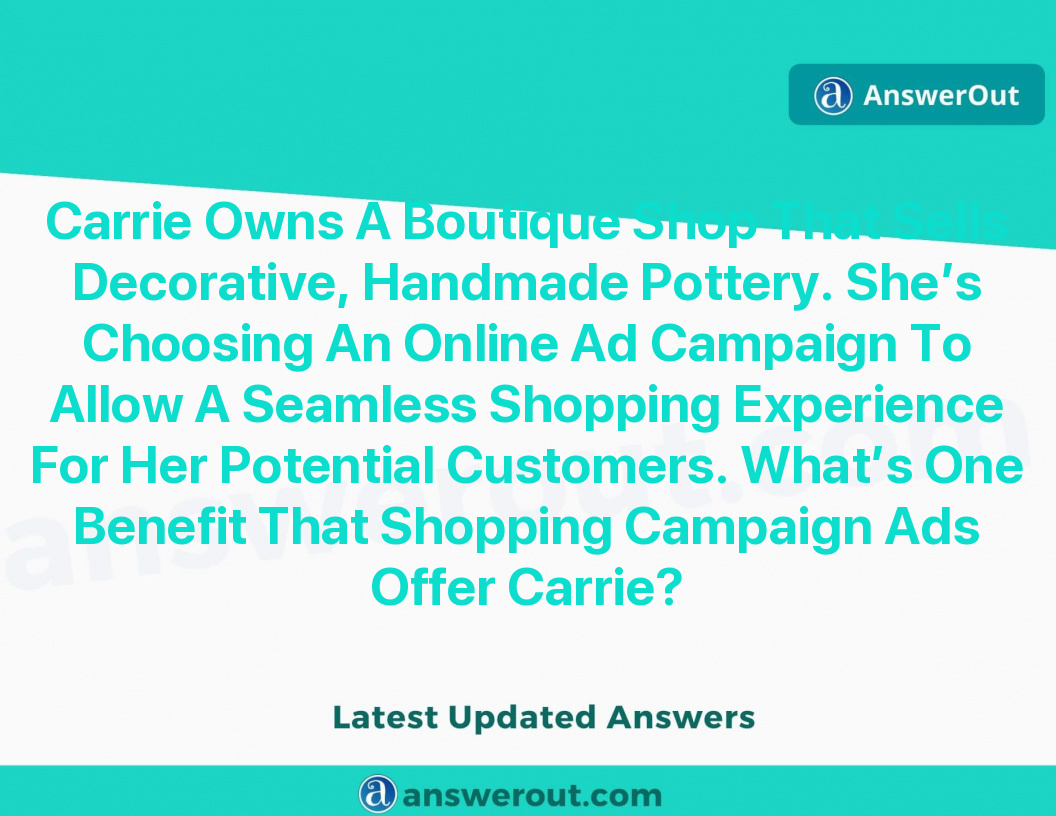 AnswerOut
Carrie Owns A Boutique Shop That Sells
Decorative, Handmade Pottery. She’s
Choosing An Online Ad Campaign To
Allow A Seamless Shopping Experience
For Her Potential Customers. What’s One
Benefit That Shopping Campaign Ads
Offer Carrie?
answerout.com
Latest Updated Answers
answerout.com